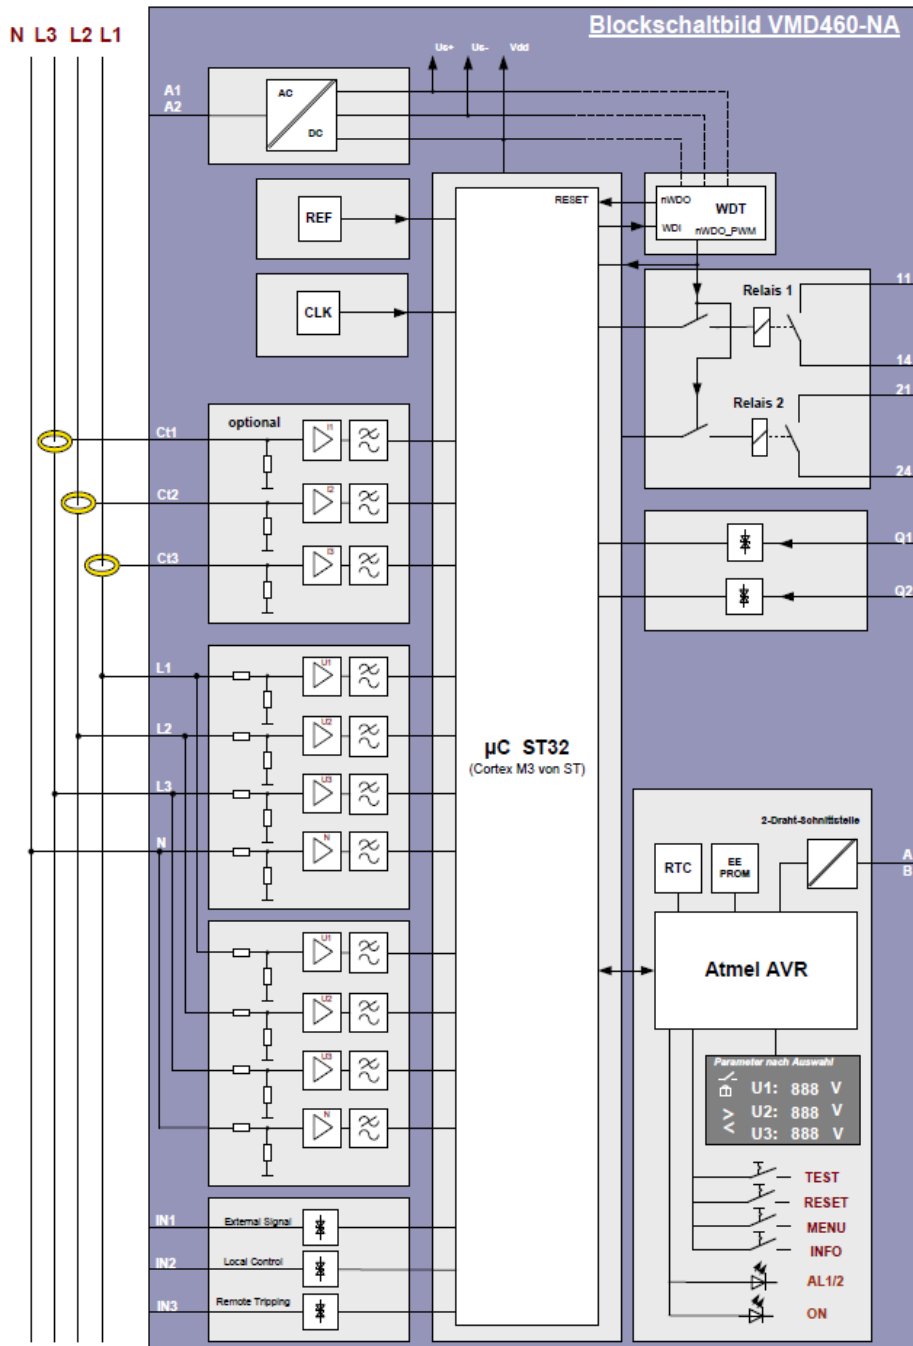 Blockschaltbild VMD460-NA
N L3 L2 L1
Us+ Us- Vdd
A1
A2
AC
DC
REF
CLK
RESET
nWDO
WDT
WDI
nWDO_PWM
Relais 1
11
14
Relais 2
21
24
optional
Ct1
I1
Ct2
I2
Ct3
I3
Q1
Q2
L1
U1
L2
U2
L3
U3
N
N
µC ST32
(Cortex M3 von ST)
U1
U2
U3
N
2-Draht-Schnittstelle
RTC
EE
PROM
A
B
Atmel AVR
Parameter nach Auswahl
U1: 888 V
> U2: 888 V
< U3: 888 V
TEST
RESET
MENU
INFO
AL1/2
ON
IN1
External Signal
IN2
Local Control
IN3
Remote Tripping